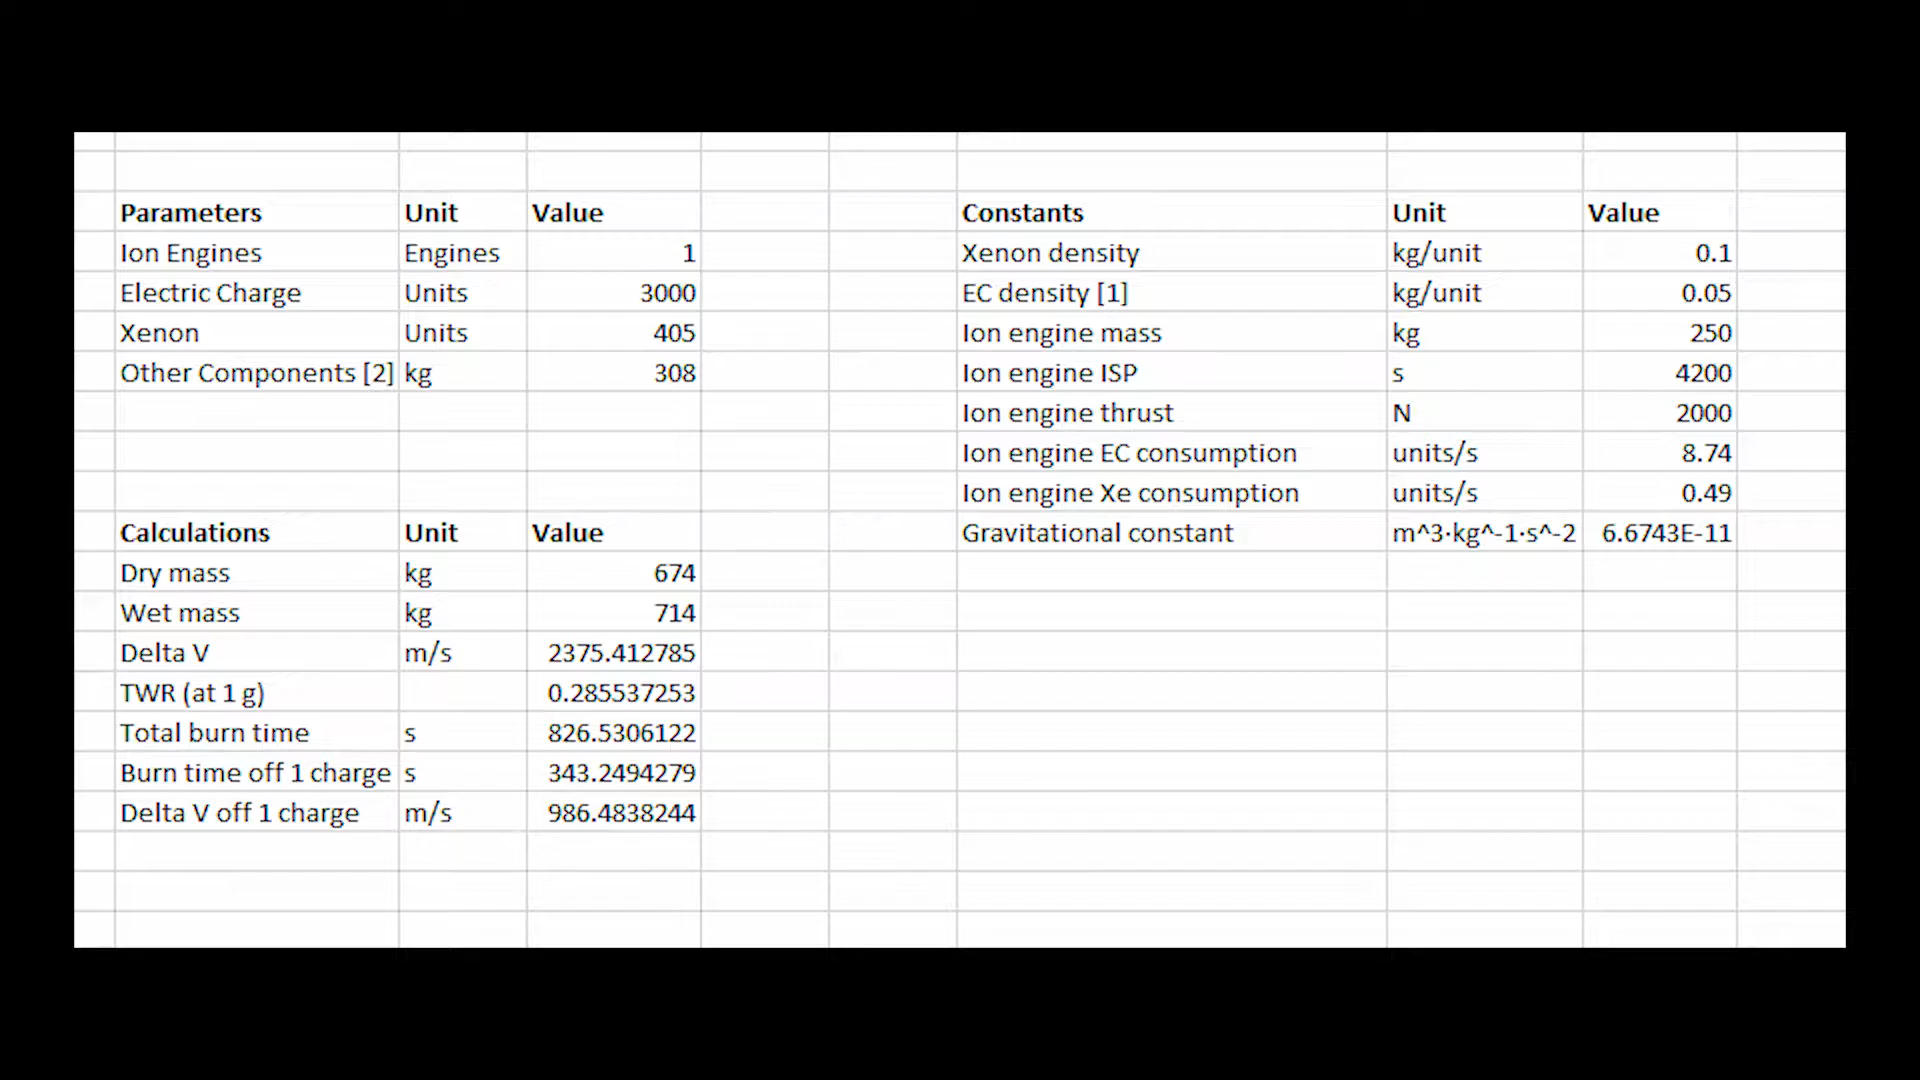 Parameters Unit Value
Ion Engines Engines 1
Electric Charge Units 3000
Xenon Units 405
Other Components [2] kg 308
Calculations Unit Value
Dry mass kg 674
Wet mass kg 714
Delta V m/s 2375.412785
TWR (at 1 g) 0.285537253
Total burn time s 826.5306122
Burn time off 1 charge s 343.2494279
Delta V off 1 charge m/s 986.4838244
Constants Unit Value
Xenon density kg/unit 0.1
EC density [1] kg/unit 0.05
Ion engine mass kg 250
Ion engine ISP s 4200
Ion engine thrust N 2000
Ion engine EC consumption units/s 8.74
Ion engine Xe consumption units/s 0.49
Gravitational constant m^3·kg^-1·s^-2 6.6743E-11